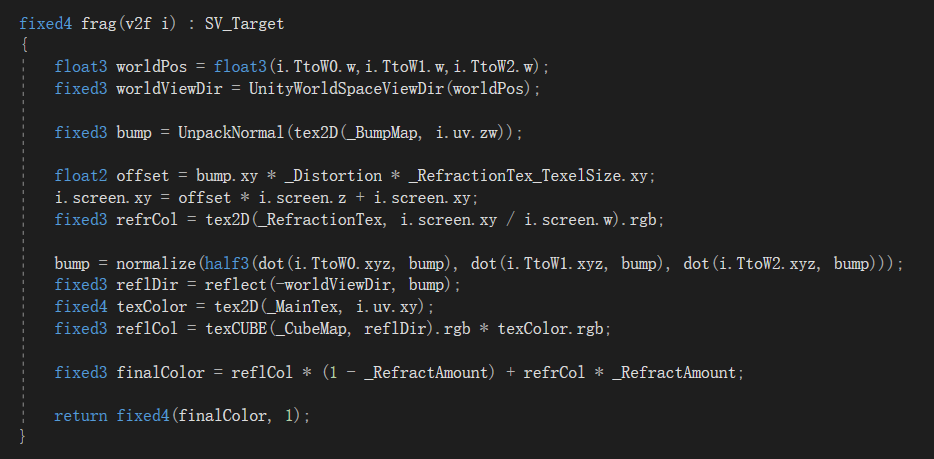 fixed4 frag(v2f i) : SV_Target
{
float3 worldPos = float3(i.TtoW0.w,i.TtoW1.w,i.TtoW2.w);
fixed3 worldViewDir = UnityWorldSpaceViewDir(worldPos);
fixed3 bump = UnpackNormal(tex2D(_BumpMap, i.uv.zw));
float2 offset = bump.xy * _Distortion * _RefractionTex_TexelSize.xy;
i.screen.xy = offset * i.screen.z + i.screen.xy;
fixed3 refrCol = tex2D(_RefractionTex, i.screen.xy / i.screen.w).rgb;
bump = normalize(half3(dot(i.TtoW0.xyz, bump), dot(i.TtoW1.xyz, bump), dot(i.TtoW2.xyz, bump)));
fixed3 reflDir = reflect(-worldViewDir, bump);
fixed4 texColor = tex2D(_MainTex, i.uv.xy);
fixed3 reflCol = texCUBE(_CubeMap, reflDir).rgb * texColor.rgb;
fixed3 finalColor = reflCol * (1 - _RefractAmount) + refrCol * _RefractAmount;
return fixed4(finalColor, 1);
}